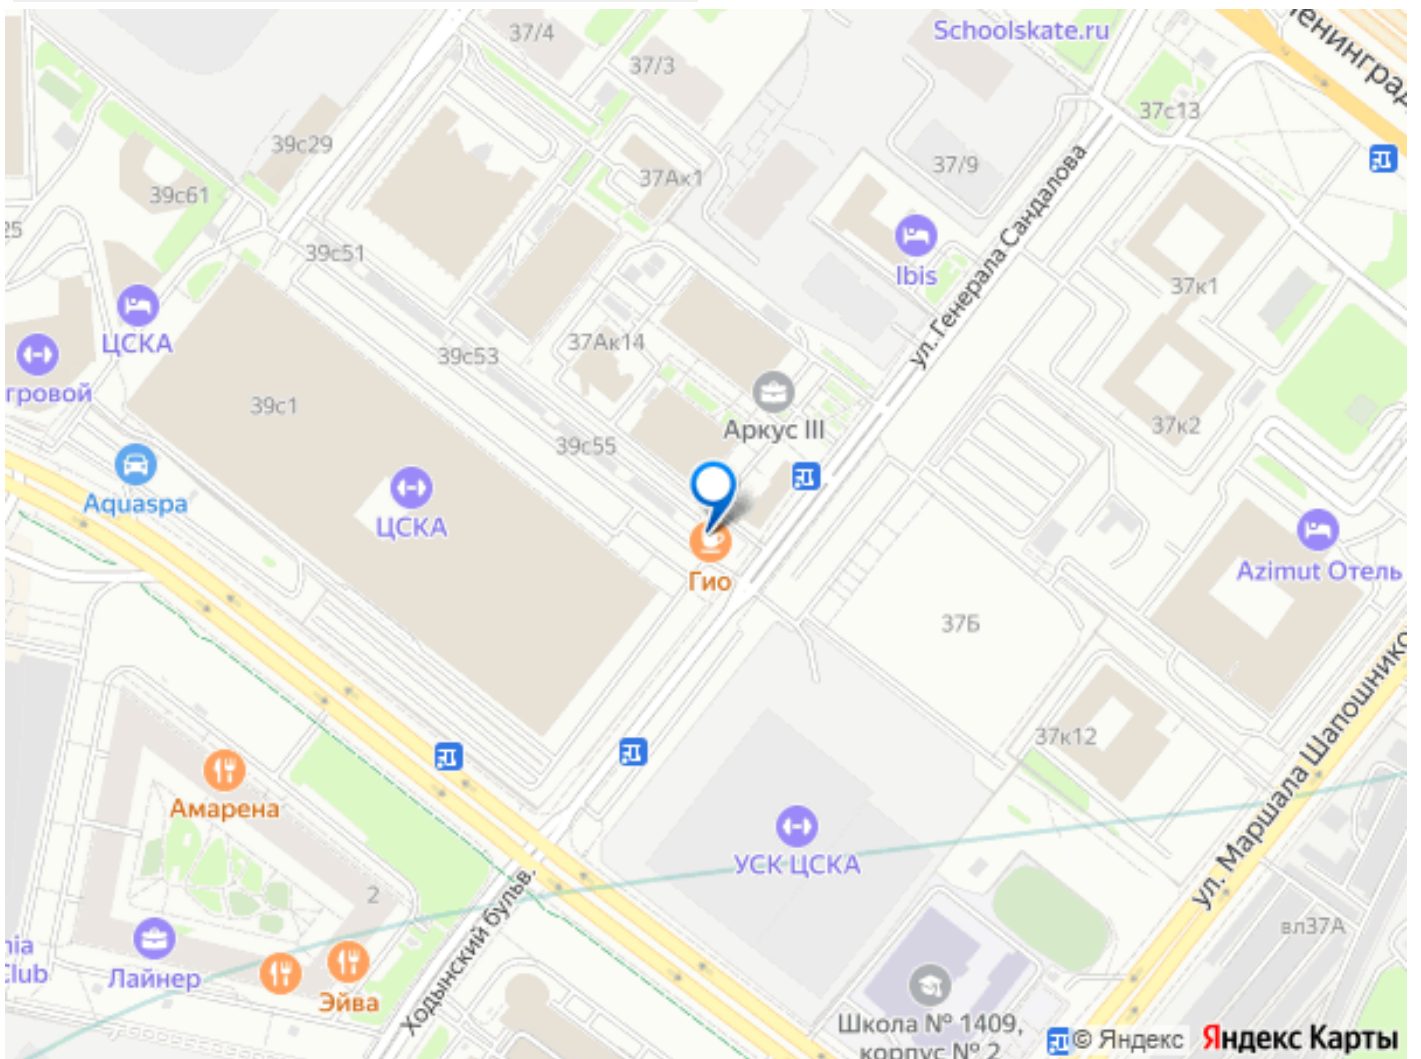 Schoolskate.ru
37/4
37/3
37с13
39с29
37/9
37Ак1
39с61
25
ул. Генерала Сандалова
39с51
Ibis
37к1
ЦСКА
37Ак14
39с53
гровой
39с1
Аркус III
37к2
39с55
Aquaspa
ЦСКА
Гио
Azimut Отель
37Б
37к12
Амарена
УСК ЦСКА
ул. Маршала Шапошнико
2
вл37А
nia
Club
Лайнер
Эйва
Ходынский бульв.
Школа № 1409,
корпус № 2
© Яндекс
Яндекс Карты